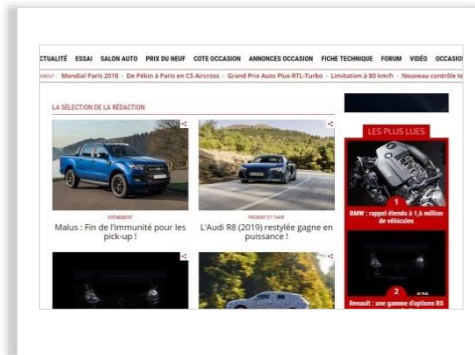 CTUALITÉ ESSAI SALON AUTO PRIX DU NEUF COTE OCCASION ANNONCES OCCASION FICHE TECHNIQUE FORUM VIDÉO OCCASIO
Mondial Paris 2018 - De Pékin à Paris en C5 Aircross - Grand Prix Auto Plus-RTL-Turbo - Limitation à 80 km/h - Nouveau contrôle te
LA SÉLECTION DE LA RÉDACTION
ÉVÉNEMENT
Malus : Fin de l'immunité pour les
pick-up !
PRODUIT ET TARIF
L'Audi R8 (2019) restylée gagne en
puissance !
LES PLUS LUES
1
BMW : rappel étendu à 1,6 million
de véhicules
2
Renault : une gamme d'options RS